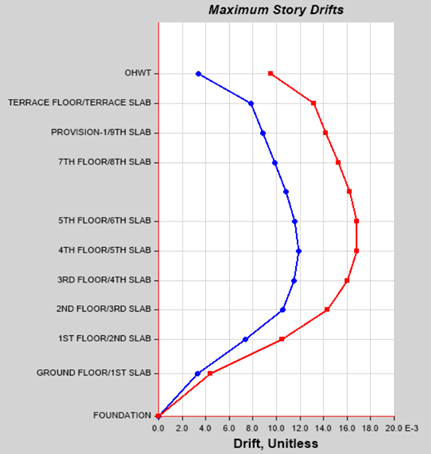 Maximum Story Drifts
OHWT
TERRACE FLOOR/TERRACE SLAB
PROVISION-1/9TH SLAB
7TH FLOOR/8TH SLAB
5TH FLOOR/6TH SLAB
4TH FLOOR/5TH SLAB
3RD FLOOR/4TH SLAB
2ND FLOOR/3RD SLAB
1ST FLOOR/2ND SLAB
GROUND FLOOR/1ST SLAB
FOUNDATION
0.0 2.0 4.0 6.0 8.0 10.0 12.0 14.0 16.0 18.0 20.0 E-3
Drift, Unitless